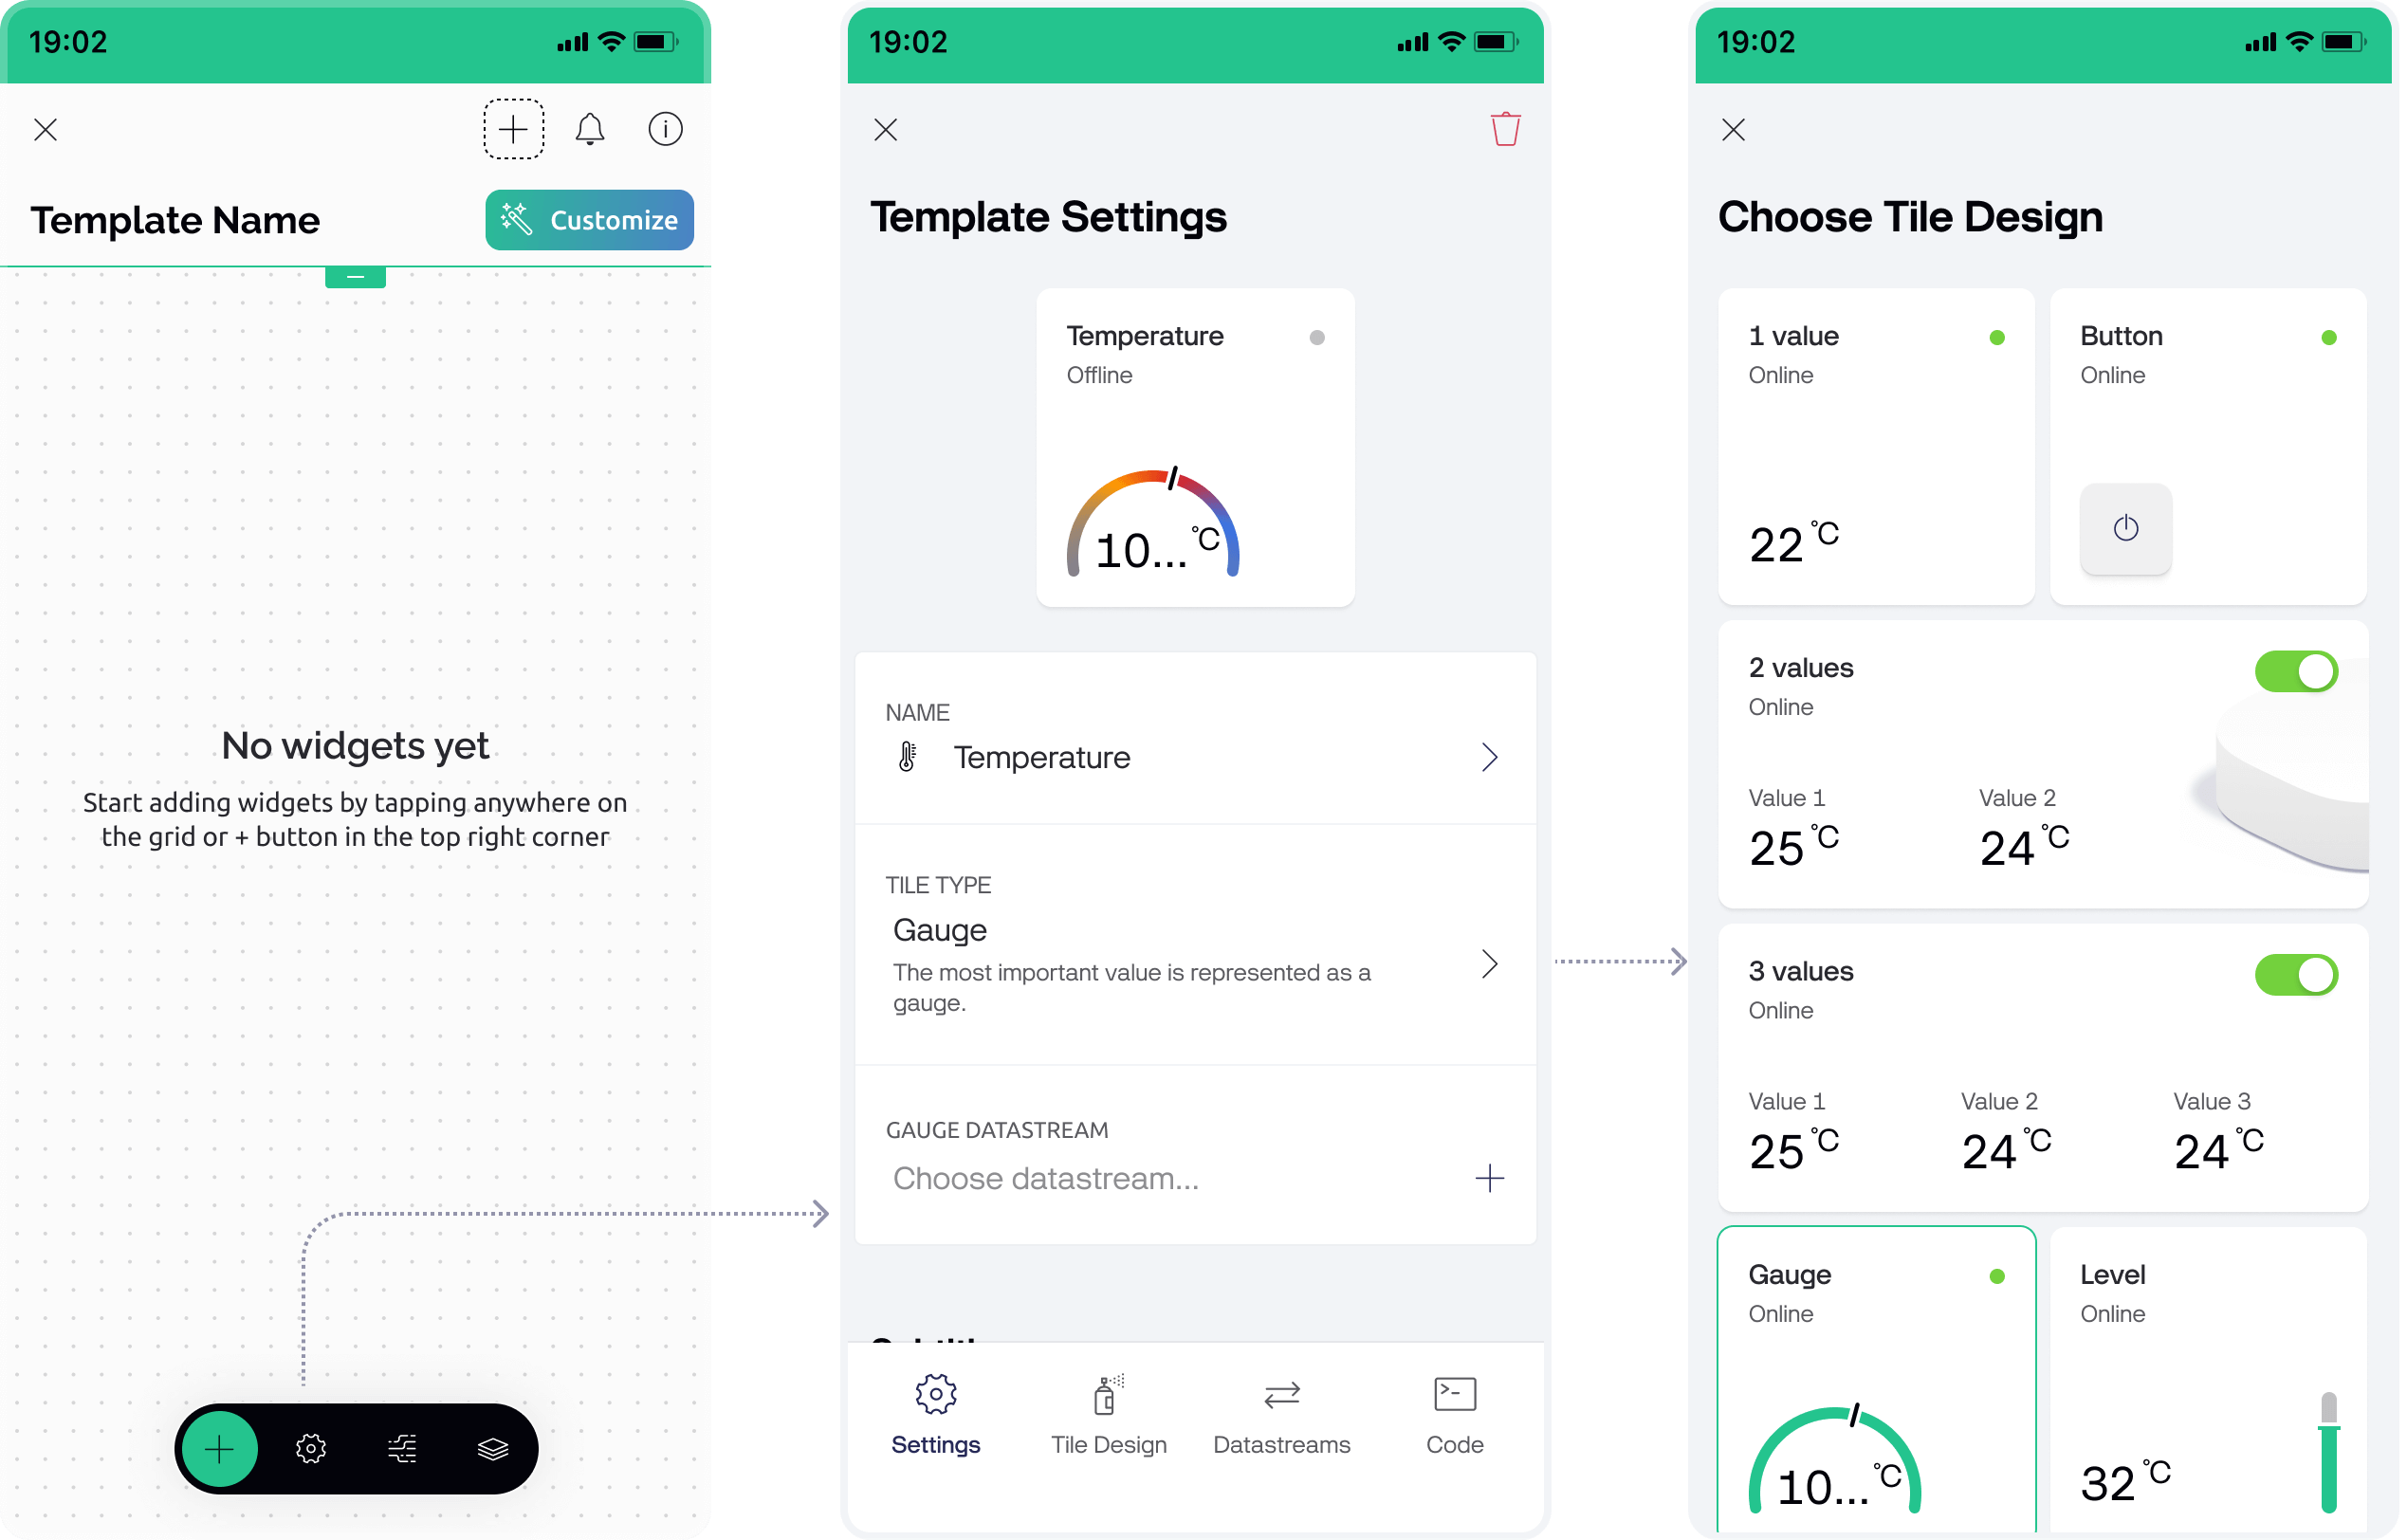 19:02
Template Name
Customize
No widgets yet
Start adding widgets by tapping anywhere on
the grid or + button in the top right corner
19:02
Template Settings
Temperature
Offline
10... °C
NAME
Temperature
TILE TYPE
Gauge
The most important value is represented as a
gauge.
GAUGE DATASTREAM
Choose datastream...
Settings
Tile Design
Datastreams
Code
19:02
Choose Tile Design
1 value
Online
22 °C
Button
Online
2 values
Online
Value 1
25 °C
Value 2
24 °C
3 values
Online
Value 1
25 °C
Value 2
24 °C
Value 3
24 °C
Gauge
Online
10... °C
Level
Online
32 °C